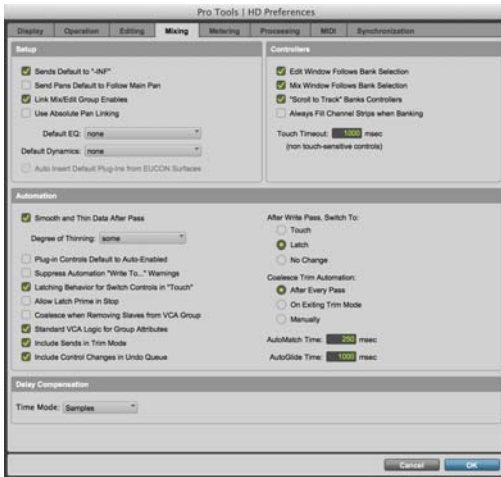 Pro Tools | HD Preferences
Display Operation Editing Mixing Metering Processing MIDI Synchronization
Setup
Sends Default to "-INF"
Send Pans Default to Follow Main Pan
Link Mix/Edit Group Enables
Use Absolute Pan Linking
Default EQ: none
Default Dynamics: none
Auto Insert Default Plug-Ins from EUCON Surfaces
Controllers
Edit Window Follows Bank Selection
Mix Window Follows Bank Selection
"Scroll to Track" Banks Controllers
Always Fill Channel Strips when Banking
Touch Timeout: 1000 msec
(non touch-sensitive controls)
Automation
Smooth and Thin Data After Pass
Degree of Thinning: some
Plug-in Controls Default to Auto-Enabled
Suppress Automation "Write To..." Warnings
Latching Behavior for Switch Controls in "Touch"
Allow Latch Prime in Stop
Coalesce when Removing Slaves from VCA Group
Standard VCA Logic for Group Attributes
Include Sends in Trim Mode
Include Control Changes in Undo Queue
After Write Pass, Switch To:
Touch
Latch
No Change
Coalesce Trim Automation:
After Every Pass
On Exiting Trim Mode
Manually
AutoMatch Time: 250 msec
AutoGlide Time: 1000 msec
Delay Compensation
Time Mode: Samples
Cancel OK